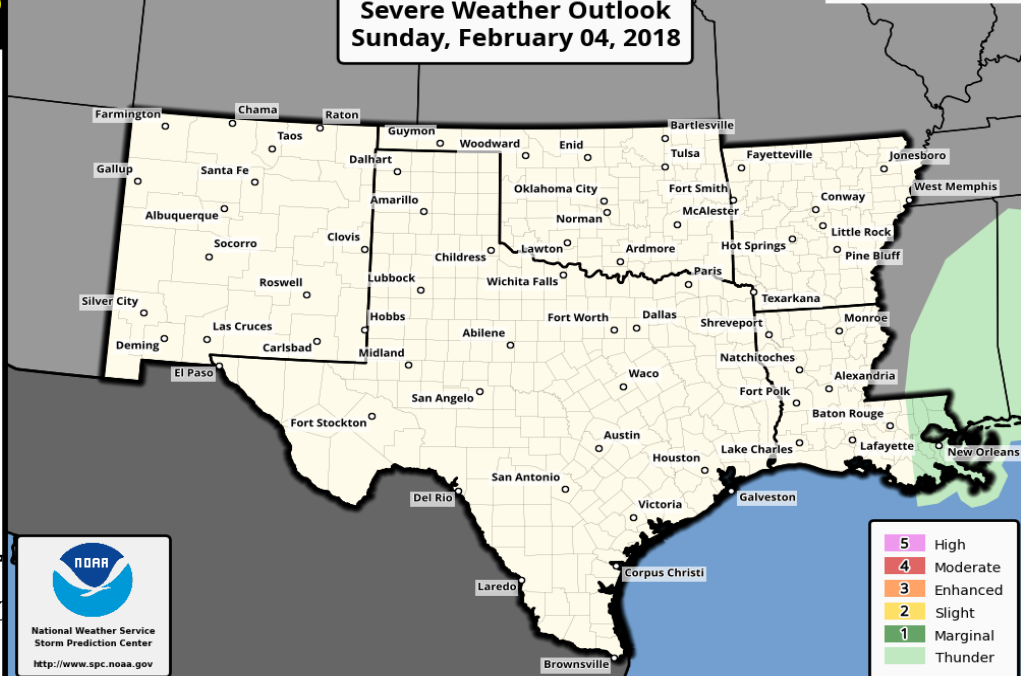 Severe Weather Outlook
Sunday, February 04, 2018
Farmington
Chama
Raton
Taos
Guymon
Woodward
Enid
Bartlesville
Tulsa
Fayetteville
Jonesboro
Gallup
Santa Fe
Dalhart
Oklahoma City
Fort Smith
West Memphis
Albuquerque
Amarillo
Norman
McAlester
Conway
Little Rock
Socorro
Clovis
Childress
Lawton
Ardmore
Hot Springs
Pine Bluff
Roswell
Lubbock
Wichita Falls
Paris
Texarkana
Silver City
Las Cruces
Hobbs
Abilene
Fort Worth
Dallas
Shreveport
Monroe
Deming
Carlsbad
Midland
Natchitoches
El Paso
San Angelo
Waco
Fort Polk
Alexandria
Fort Stockton
Austin
Baton Rouge
Houston
Lake Charles
Lafayette
New Orleans
Del Rio
San Antonio
Victoria
Galveston
Laredo
Corpus Christi
Brownsville
NOAA
National Weather Service
Storm Prediction Center
http://www.spc.noaa.gov
5 High
4 Moderate
3 Enhanced
2 Slight
1 Marginal
Thunder